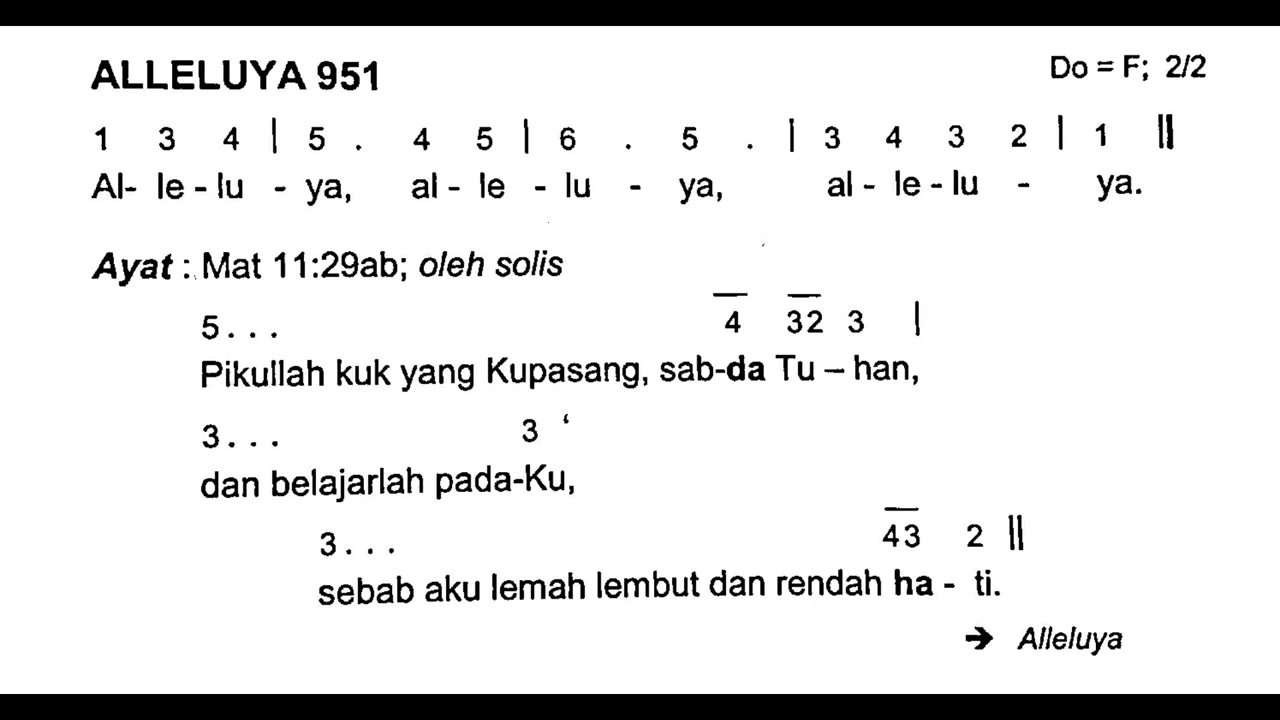 ALLELUYA 951 Do = F; 2/2
1 3 4 | 5 . 4 5 | 6 . 5 . | 3 4 3 2 | 1 ||
Al- le - lu - ya, al - le - lu - ya, al - le - lu - ya.
Ayat : Mat 11:29ab; oleh solis
5 . . . 4 32 3 |
Pikullah kuk yang Kupasang, sab-da Tu – han,
3 . . . 3 ‘
dan belajarlah pada-Ku,
3 . . . 43 2 ||
sebab aku lemah lembut dan rendah ha - ti.
➔ Alleluya